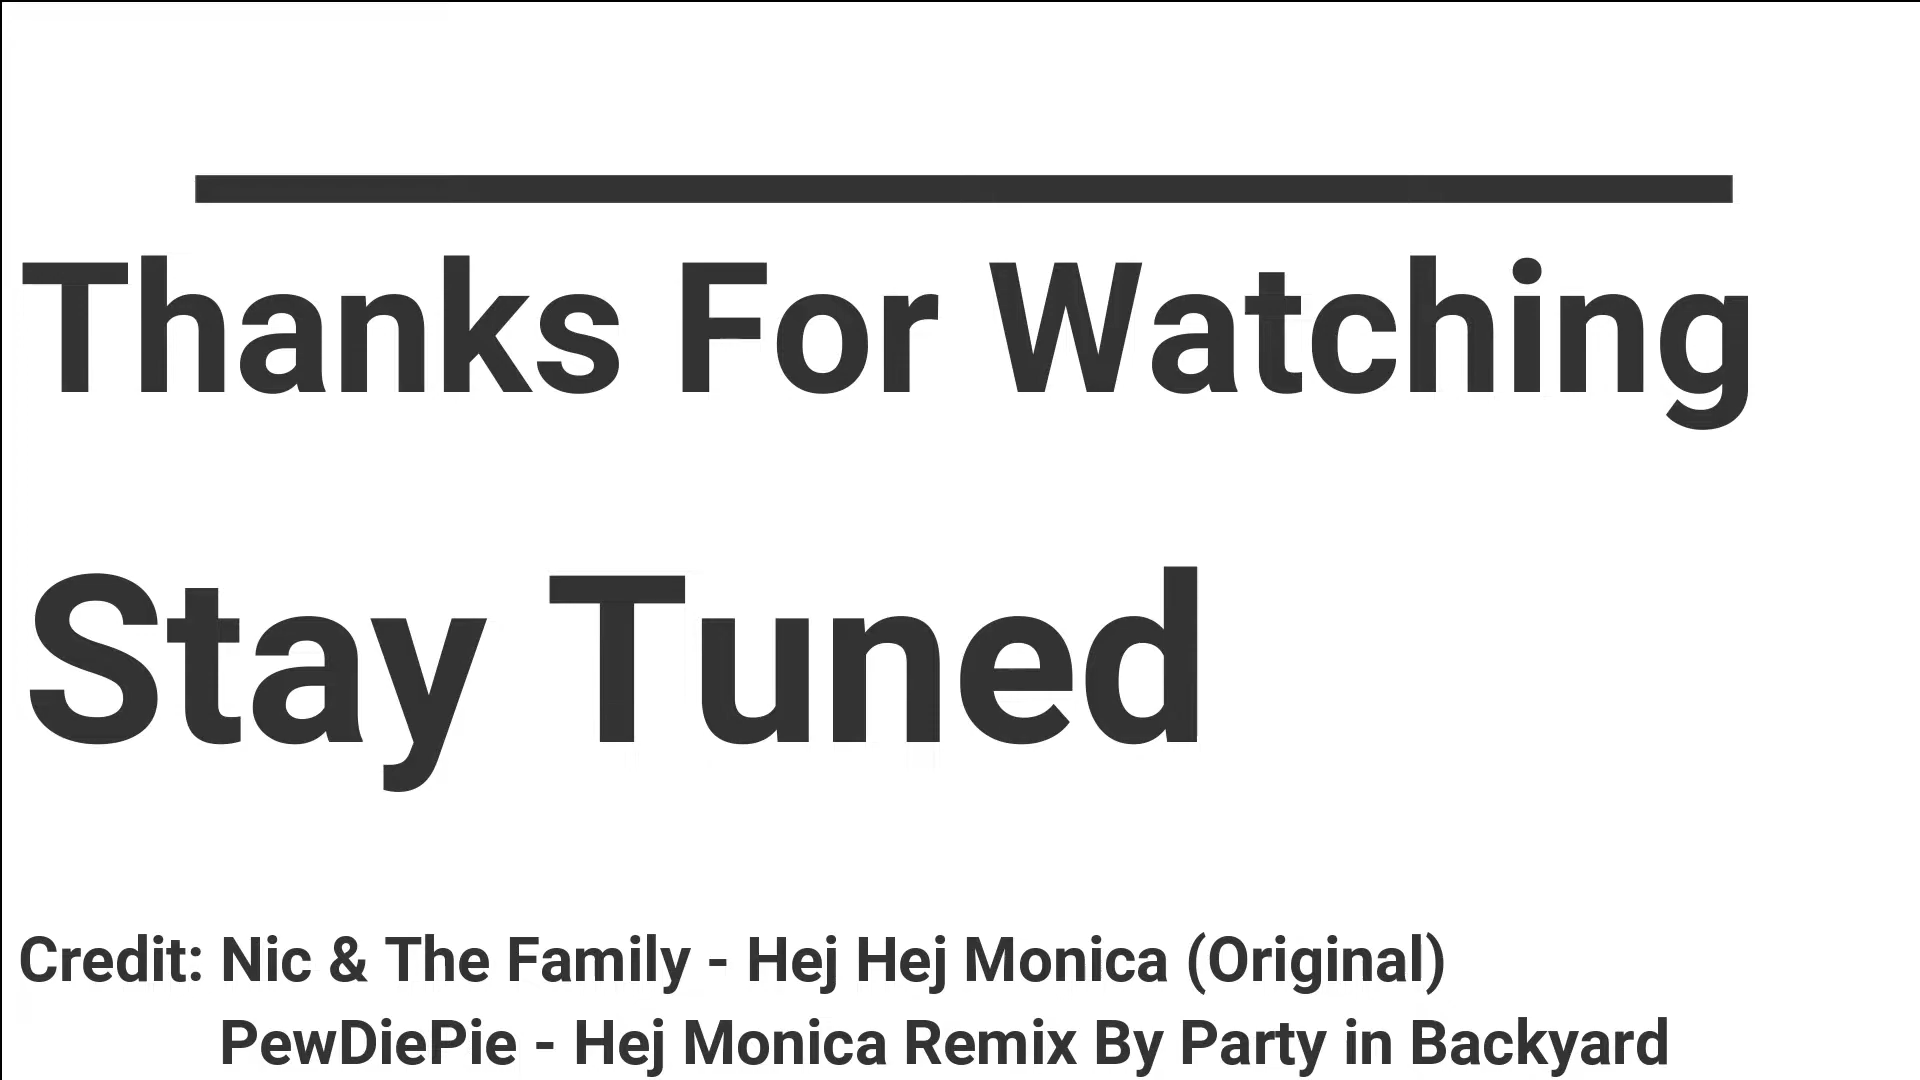 Thanks For Watching
Stay Tuned
Credit: Nic & The Family - Hej Hej Monica (Original)
PewDiePie - Hej Monica Remix By Party in Backyard